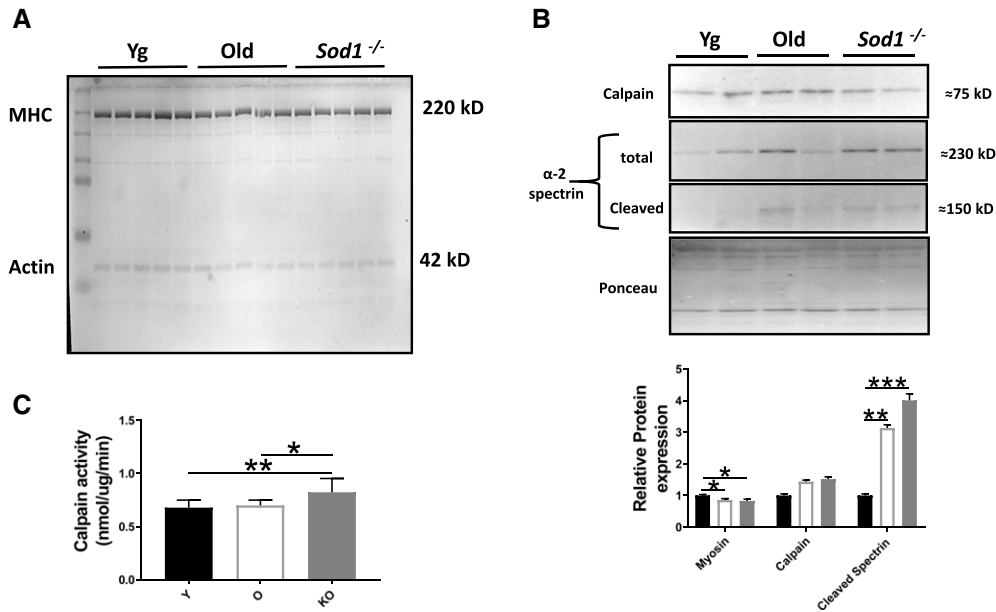 A
Yg Old Sod1 -/-
MHC
220 kD
Actin
42 kD
B
Yg Old Sod1 -/-
Calpain
≈75 kD
α-2
spectrin
total
≈230 kD
Cleaved
≈150 kD
Ponceau
Relative Protein
expression
5
4
3
2
1
0
* * ** ***
Myosin
Calpain
Cleaved Spectrin
C
Calpain activity
(nmol/ug/min)
1.5
1.0
0.5
0.0
*
**
Y
O
KO